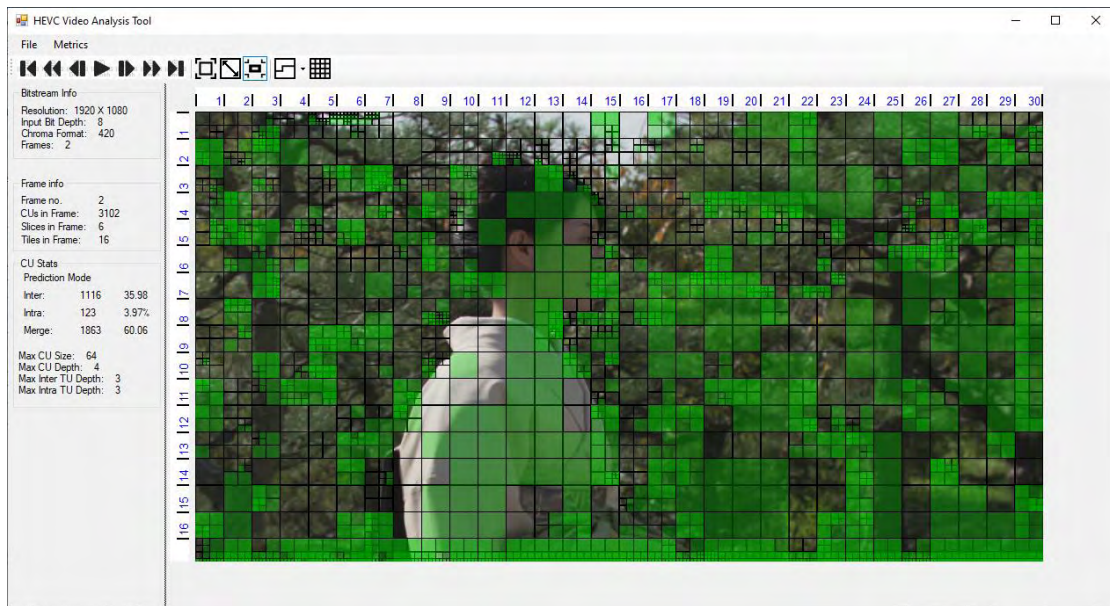 HEVC Video Analysis Tool
File Metrics
Bitstream Info
Resolution: 1920 X 1080
Input Bit Depth: 8
Chroma Format: 420
Frames: 2
Frame info
Frame no. 2
CUs in Frame: 3102
Slices in Frame: 6
Tiles in Frame: 16
CU Stats
Prediction Mode
Inter: 1116 35.98
Intra: 123 3.97%
Merge: 1863 60.06
Max CU Size: 64
Max CU Depth: 4
Max Inter TU Depth: 3
Max Intra TU Depth: 3
1 2 3 4 5 6 7 8 9 10 11 12 13 14 15 16 17 18 19 20 21 22 23 24 25 26 27 28 29 30
1
2
3
4
5
6
7
8
9
10
11
12
13
14
15
16